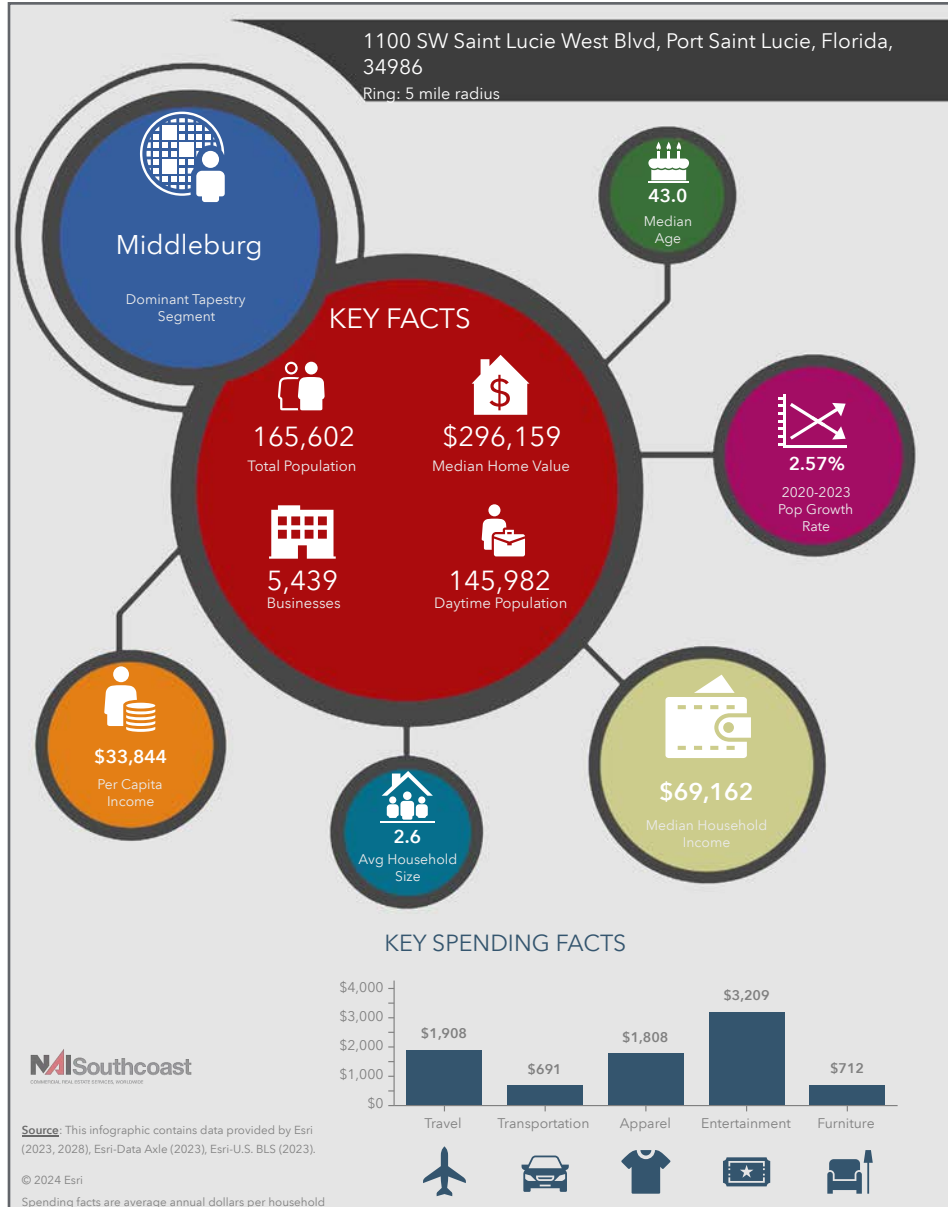 1100 SW Saint Lucie West Blvd, Port Saint Lucie, Florida,
34986
Ring: 5 mile radius
Middleburg
Dominant Tapestry
Segment
43.0
Median
Age
KEY FACTS
165,602
Total Population
$296,159
Median Home Value
5,439
Businesses
145,982
Daytime Population
2.57%
2020-2023
Pop Growth
Rate
$33,844
Per Capita
Income
2.6
Avg Household
Size
$69,162
Median Household
Income
KEY SPENDING FACTS
$4,000
$3,000
$2,000
$1,000
$0
$1,908
$691
$1,808
$3,209
$712
Travel
Transportation
Apparel
Entertainment
Furniture
NAISouthcoast
COMMERCIAL REAL ESTATE SERVICES, WORLDWIDE
Source: This infographic contains data provided by Esri
(2023, 2028), Esri-Data Axle (2023), Esri-U.S. BLS (2023).
© 2024 Esri
Spending facts are average annual dollars per household